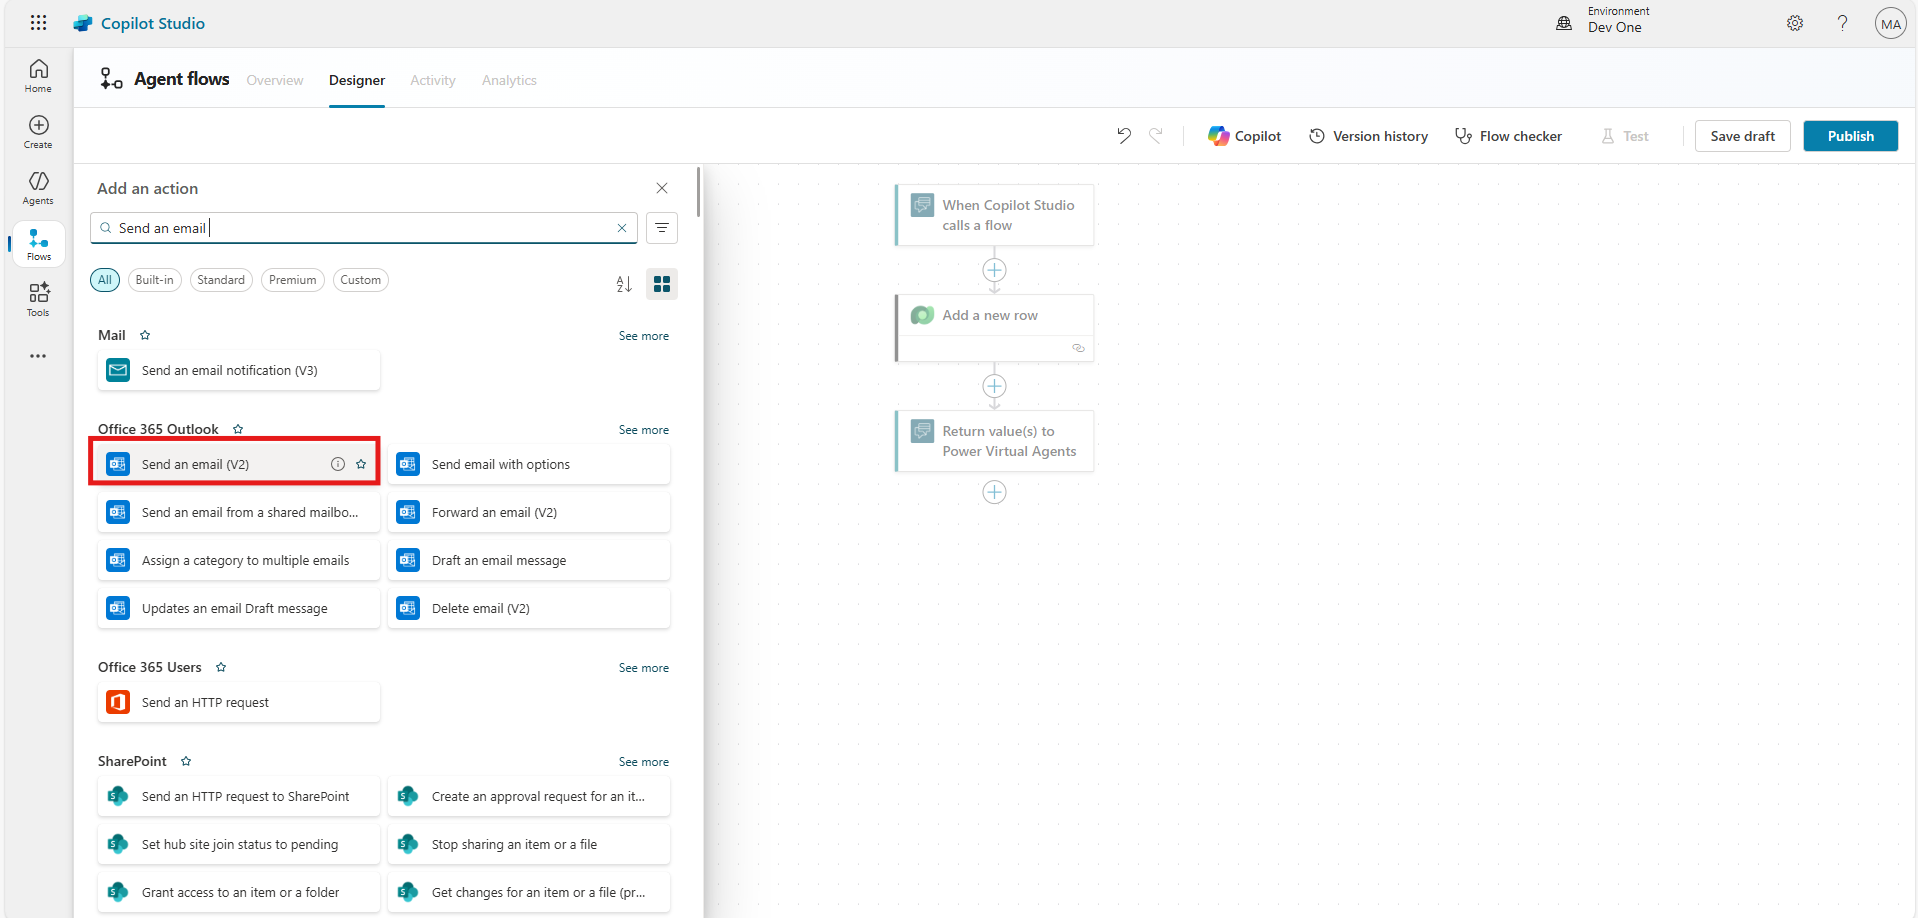 Copilot Studio
Environment
Dev One
MA
Home
Create
Agents
Flows
Tools
Agent flows
Overview
Designer
Activity
Analytics
Copilot
Version history
Flow checker
Test
Save draft
Publish
Add an action
Send an email
All
Built-in
Standard
Premium
Custom
Mail
See more
Send an email notification (V3)
Office 365 Outlook
See more
Send an email (V2)
Send email with options
Send an email from a shared mailbo...
Forward an email (V2)
Assign a category to multiple emails
Draft an email message
Updates an email Draft message
Delete email (V2)
Office 365 Users
See more
Send an HTTP request
SharePoint
See more
Send an HTTP request to SharePoint
Create an approval request for an it...
Set hub site join status to pending
Stop sharing an item or a file
Grant access to an item or a folder
Get changes for an item or a file (pr...
When Copilot Studio
calls a flow
Add a new row
Return value(s) to
Power Virtual Agents